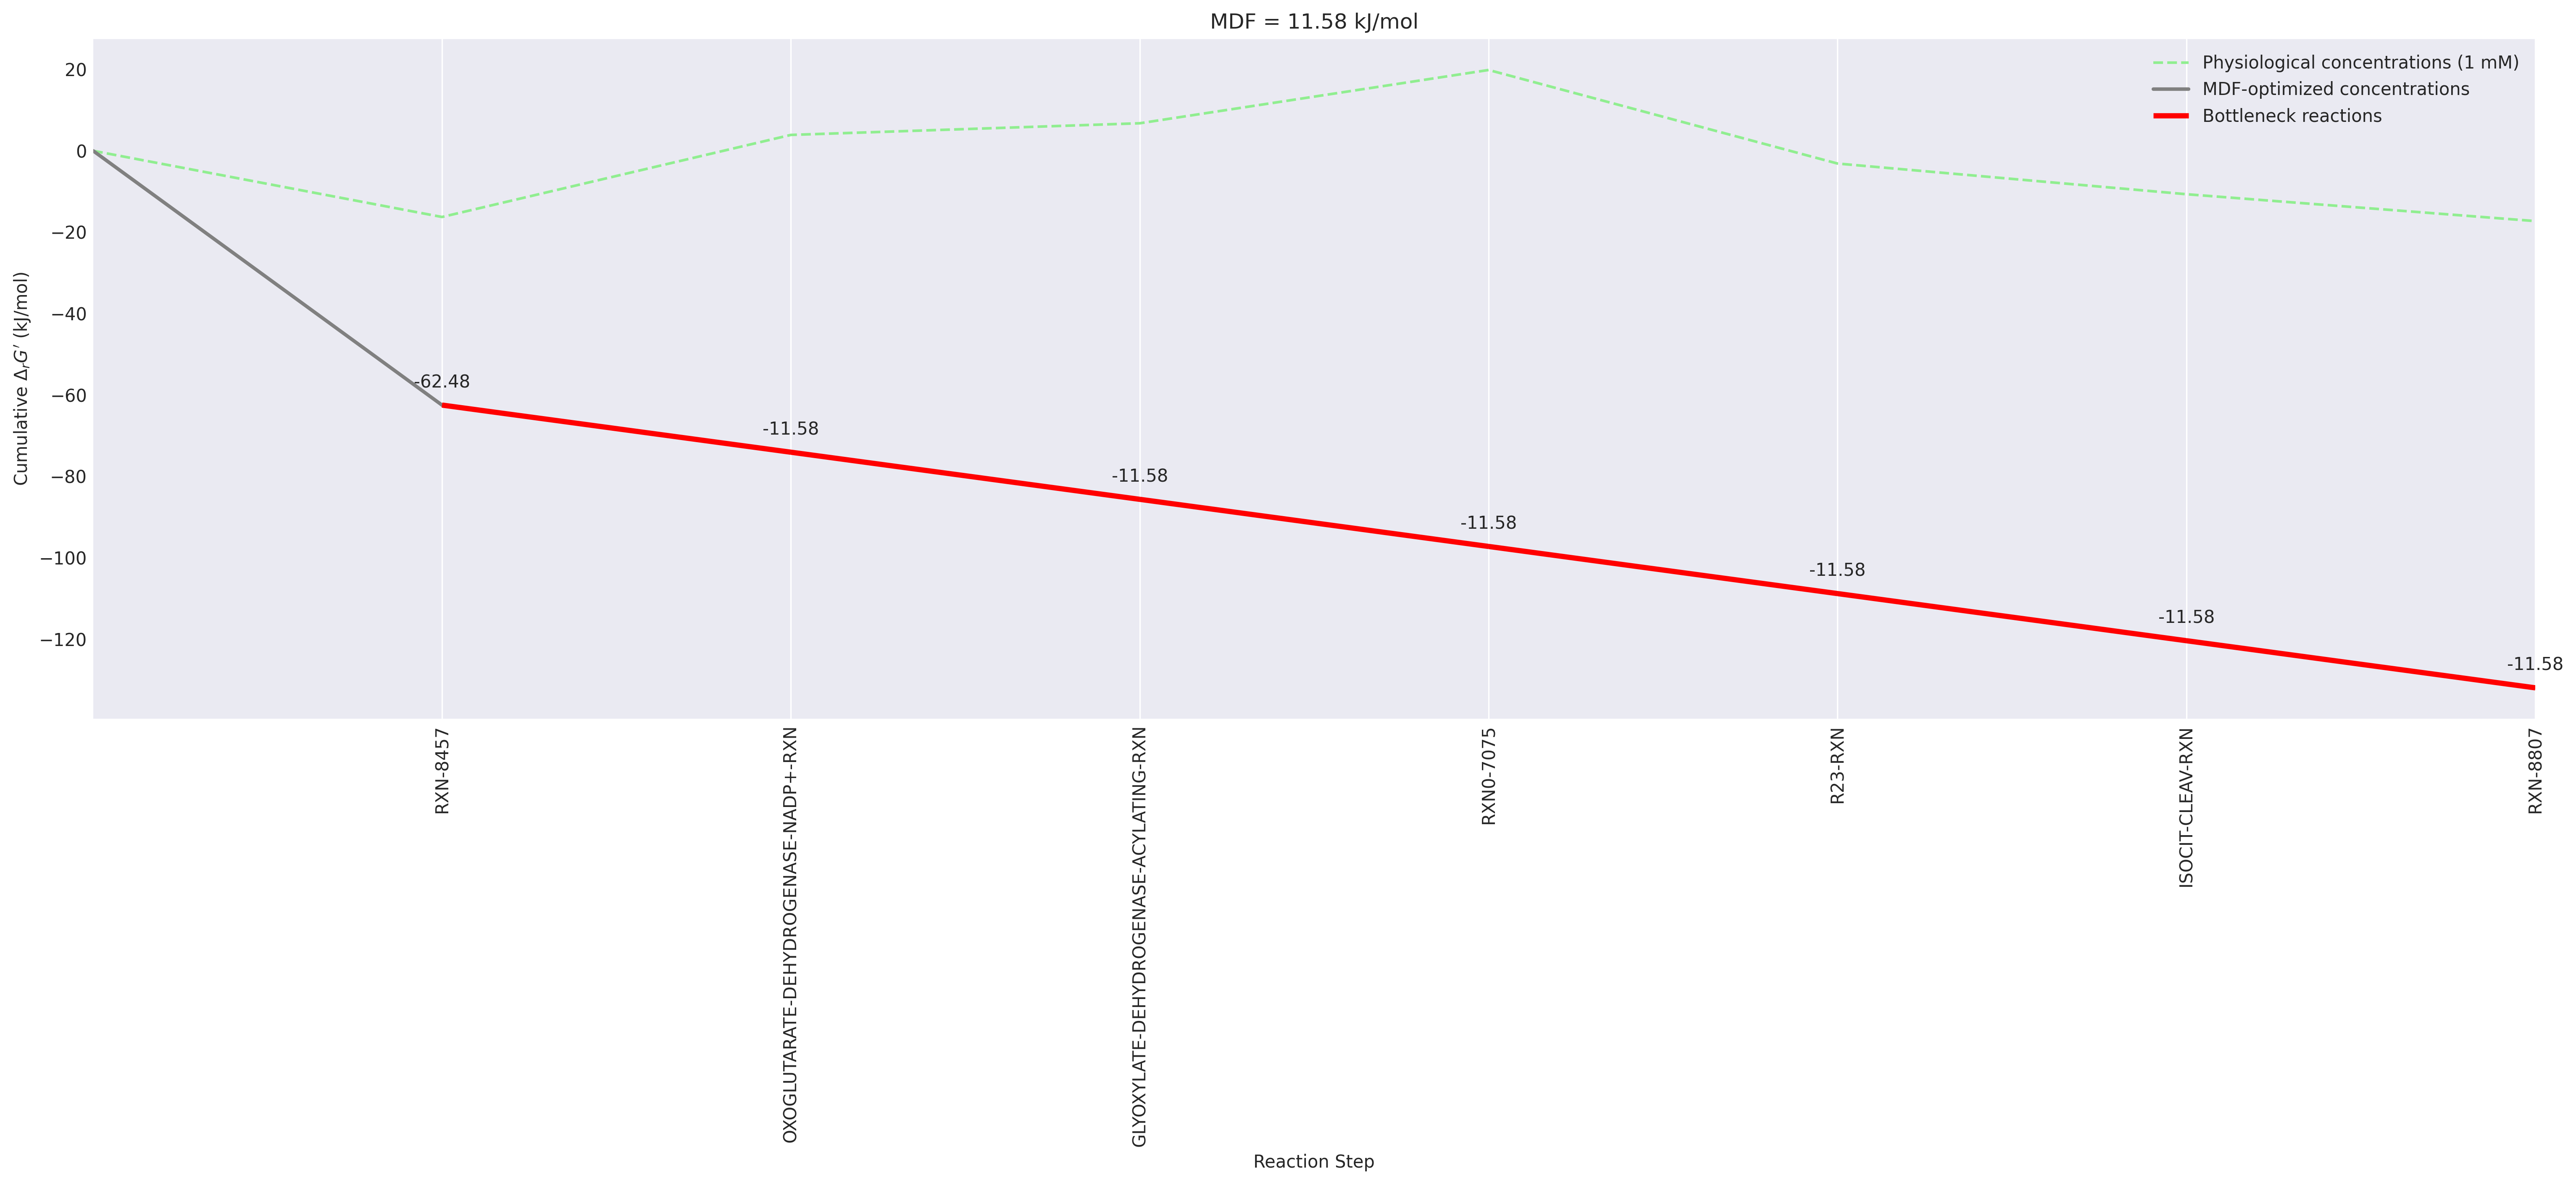 MDF = 11.58 kJ/mol
Physiological concentrations (1 mM)
MDF-optimized concentrations
Bottleneck reactions
Cumulative ΔrG′ (kJ/mol)
20
0
−20
−40
−60
−80
−100
−120
-62.48
-11.58
-11.58
-11.58
-11.58
-11.58
-11.58
RXN-8457
OXOGLUTARATE-DEHYDROGENASE-NADP+-RXN
GLYOXYLATE-DEHYDROGENASE-ACYLATING-RXN
RXN0-7075
R23-RXN
ISOCIT-CLEAV-RXN
RXN-8807
Reaction Step